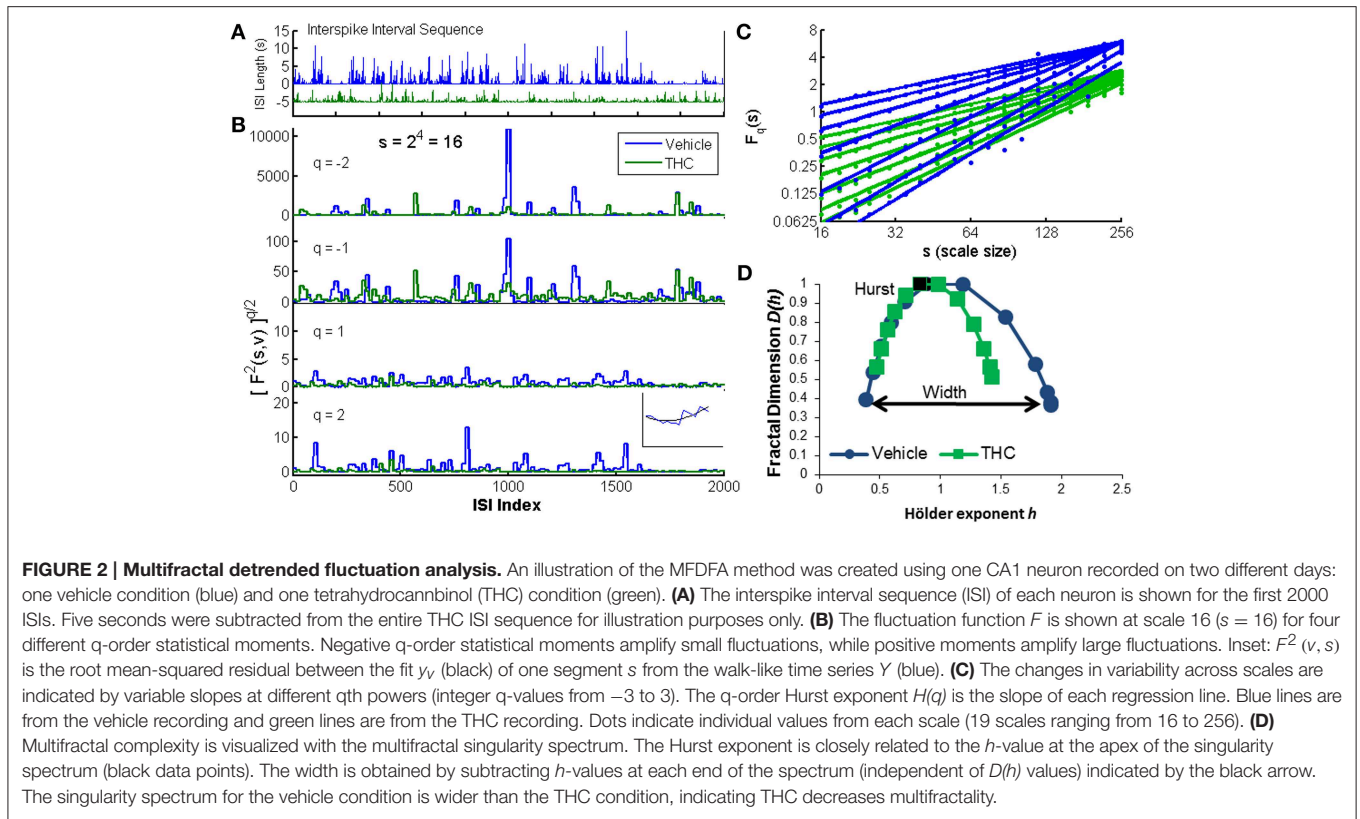 A
Interspike Interval Sequence
ISI Length (s)
15
10
5
0
-5
B
[ F²(s,v) ]^q/2
s = 2⁴ = 16
Vehicle
THC
q = -2
10000
5000
0
q = -1
100
50
0
q = 1
10
5
0
q = 2
20
10
0
0
500
1000
1500
2000
ISI Index
C
F_q(s)
8
4
2
1
0.5
0.25
0.125
0.0625
16
32
64
128
256
s (scale size)
D
Fractal Dimension D(h)
1
0.9
0.8
0.7
0.6
0.5
0.4
0.3
0.2
0.1
0
Hurst
Width
Vehicle
THC
0
0.5
1
1.5
2
2.5
Hölder exponent h
FIGURE 2 | Multifractal detrended fluctuation analysis. An illustration of the MFDFA method was created using one CA1 neuron recorded on two different days:
one vehicle condition (blue) and one tetrahydrocannbinol (THC) condition (green). (A) The interspike interval sequence (ISI) of each neuron is shown for the first 2000
ISIs. Five seconds were subtracted from the entire THC ISI sequence for illustration purposes only. (B) The fluctuation function F is shown at scale 16 (s = 16) for four
different q-order statistical moments. Negative q-order statistical moments amplify small fluctuations, while positive moments amplify large fluctuations. Inset: F² (v, s)
is the root mean-squared residual between the fit y_v (black) of one segment s from the walk-like time series Y (blue). (C) The changes in variability across scales are
indicated by variable slopes at different qth powers (integer q-values from −3 to 3). The q-order Hurst exponent H(q) is the slope of each regression line. Blue lines are
from the vehicle recording and green lines are from the THC recording. Dots indicate individual values from each scale (19 scales ranging from 16 to 256). (D)
Multifractal complexity is visualized with the multifractal singularity spectrum. The Hurst exponent is closely related to the h-value at the apex of the singularity
spectrum (black data points). The width is obtained by subtracting h-values at each end of the spectrum (independent of D(h) values) indicated by the black arrow.
The singularity spectrum for the vehicle condition is wider than the THC condition, indicating THC decreases multifractality.